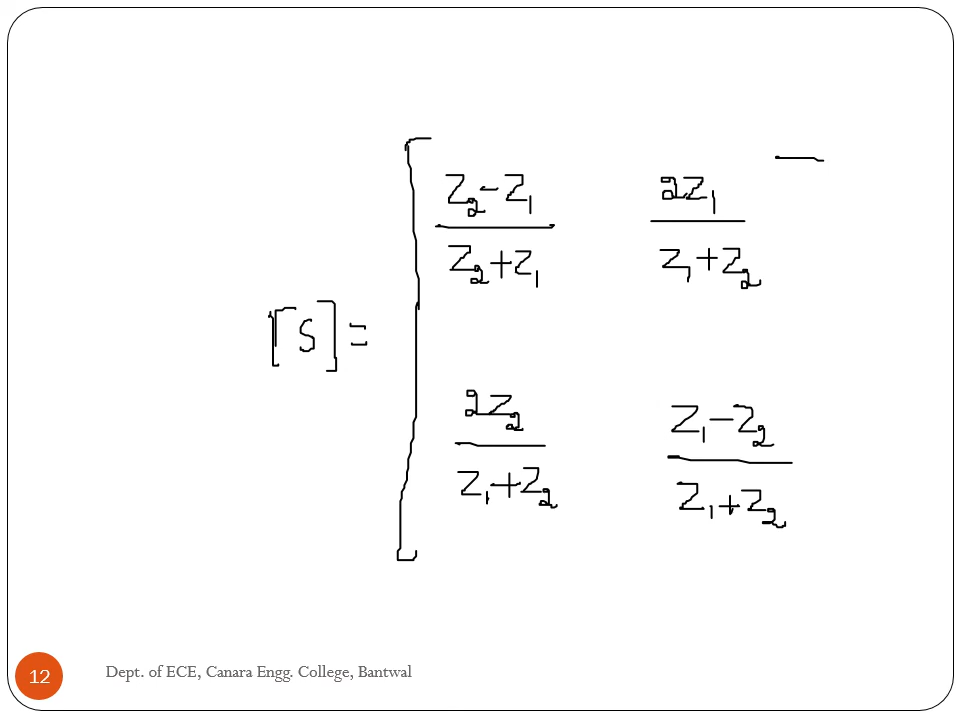 [S] = [ (Z₂ − Z₁)/(Z₂ + Z₁)   2Z₁/(Z₁ + Z₂)
2Z₂/(Z₁ + Z₂)   (Z₁ − Z₂)/(Z₁ + Z₂)
12 Dept. of ECE, Canara Engg. College, Bantwal